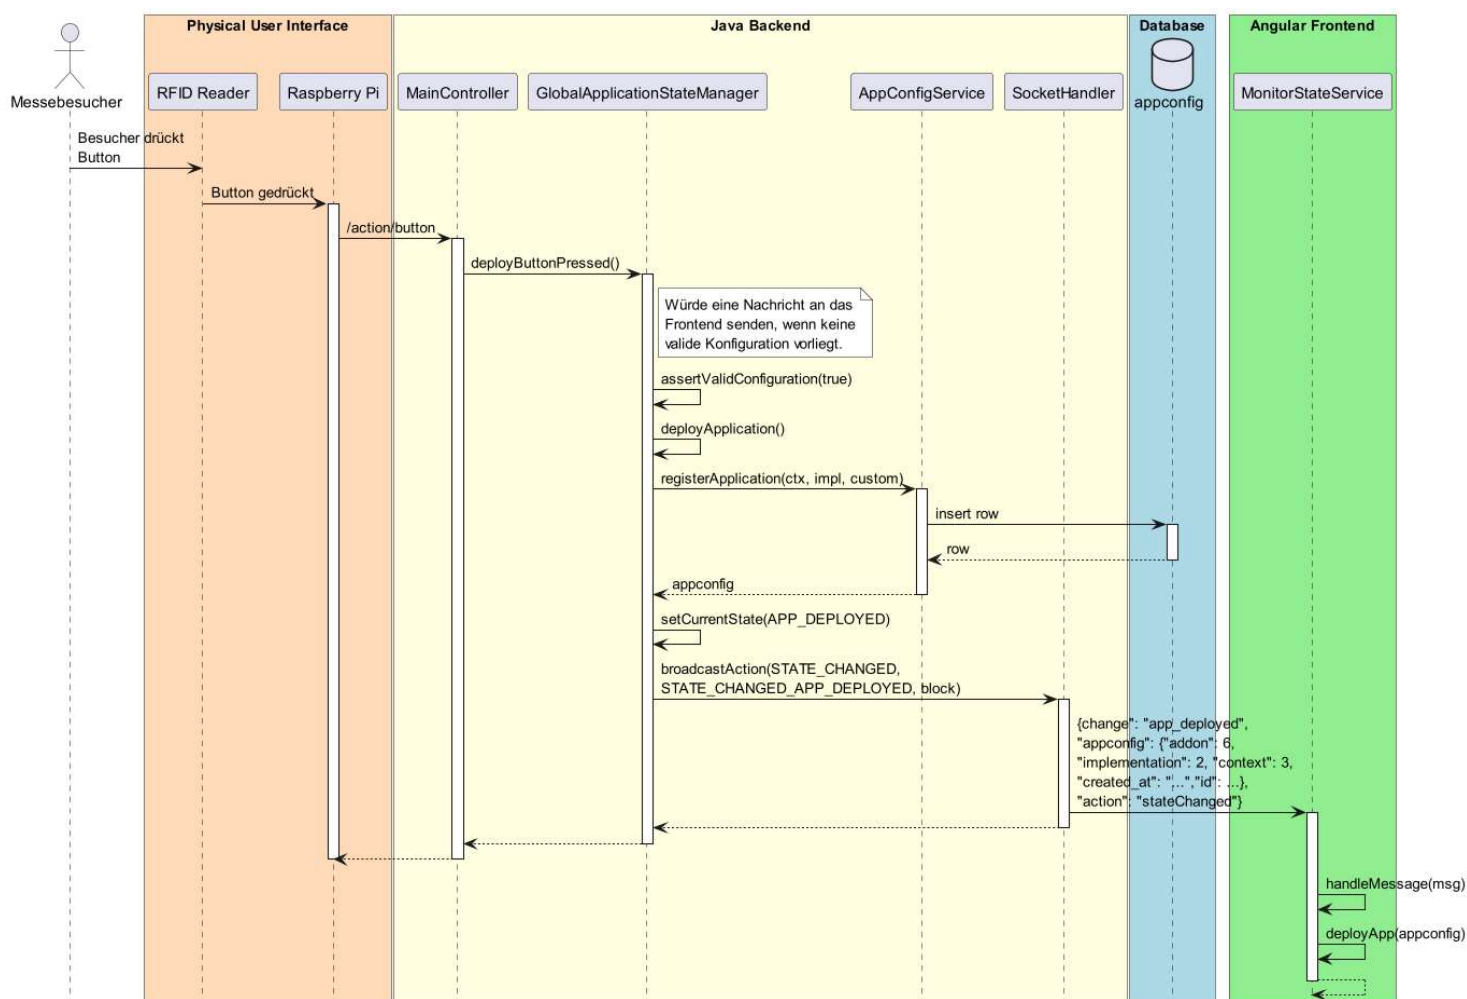 Physical User Interface
Java Backend
Database
Angular Frontend
Messebesucher
RFID Reader
Raspberry Pi
MainController
GlobalApplicationStateManager
AppConfigService
SocketHandler
appconfig
MonitorStateService
Besucher drückt
Button
Button gedrückt
/action/button
deployButtonPressed()
Würde eine Nachricht an das
Frontend senden, wenn keine
valide Konfiguration vorliegt.
assertValidConfiguration(true)
deployApplication()
registerApplication(ctx, impl, custom)
insert row
row
appconfig
setCurrentState(APP_DEPLOYED)
broadcastAction(STATE_CHANGED,
STATE_CHANGED_APP_DEPLOYED, block)
{change": "app_deployed",
"appconfig": {"addon": 6,
"implementation": 2, "context": 3,
"created_at": "...","id": ...},
"action": "stateChanged"}
handleMessage(msg)
deployApp(appconfig)